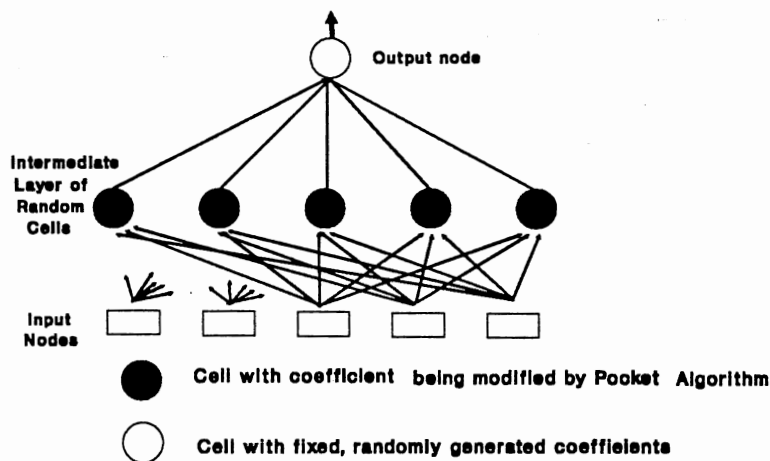 Output node
Intermediate
Layer of
Random
Cells
Input
Nodes
Cell with coefficient being modified by Pocket Algorithm
Cell with fixed, randomly generated coefficients